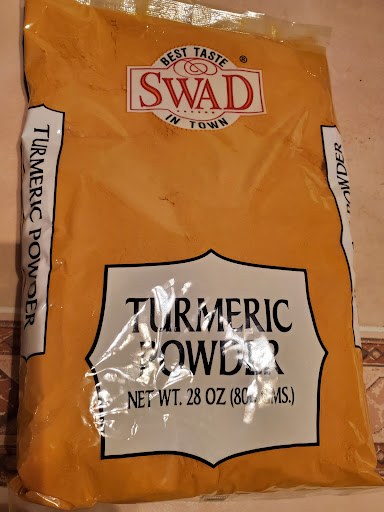 BEST TASTE
®
SWAD
IN TOWN
TURMERIC POWDER
POWDER
TURMERIC
POWDER
NET WT. 28 OZ